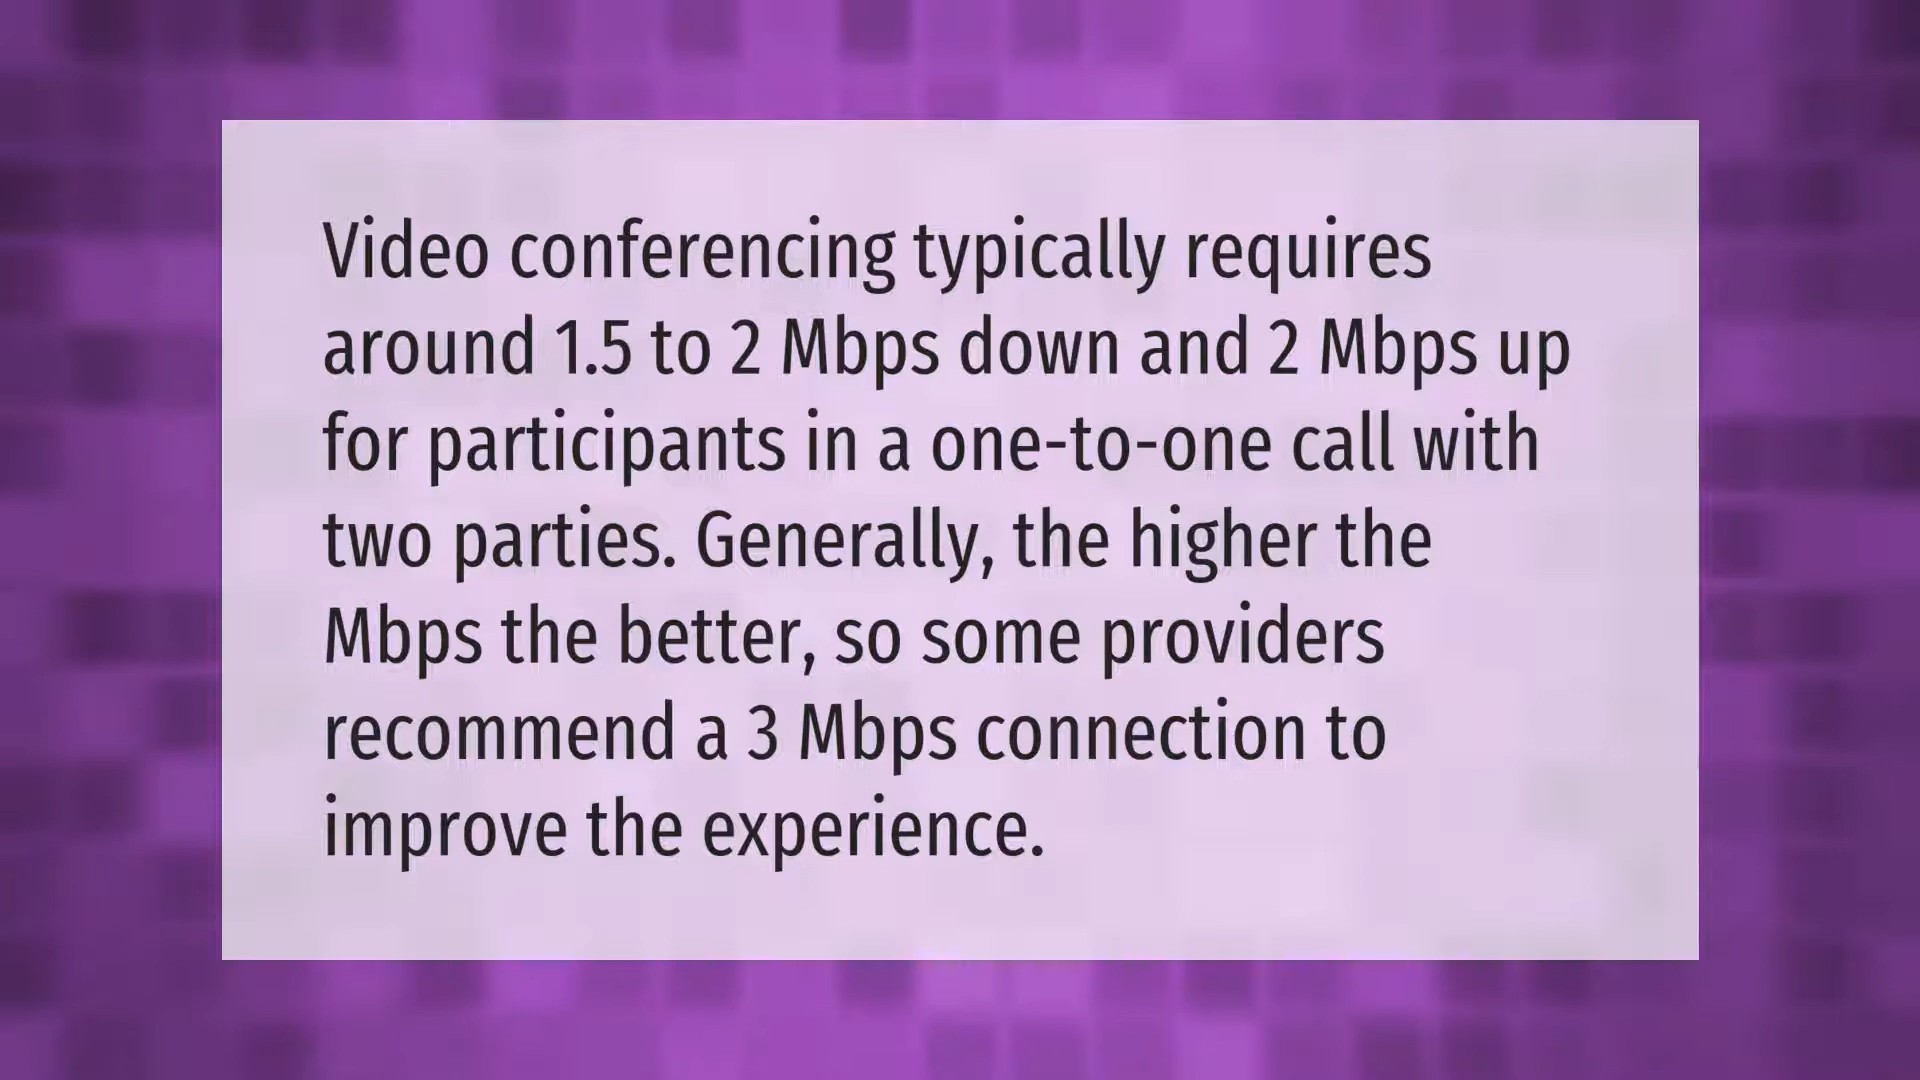 Video conferencing typically requires
around 1.5 to 2 Mbps down and 2 Mbps up
for participants in a one-to-one call with
two parties. Generally, the higher the
Mbps the better, so some providers
recommend a 3 Mbps connection to
improve the experience.